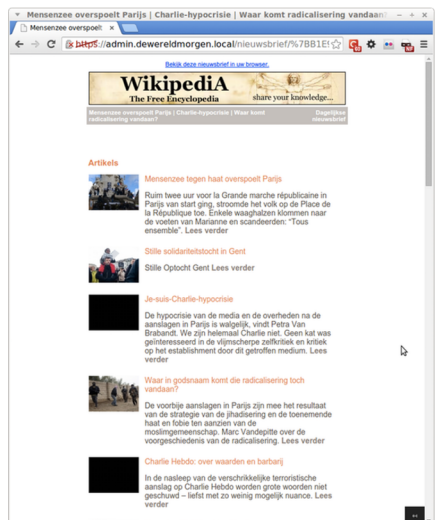 Mensenzee overspoelt Parijs | Charlie-hypocrisie | Waar komt radicalisering vandaan?
Mensenzee overspoelt
https://admin.dewereldmorgen.local/nieuwsbrief/%7BB1E
Bekijk deze nieuwsbrief in uw browser.
WikipediA
The Free Encyclopedia
share your knowledge...
Mensenzee overspoelt Parijs | Charlie-hypocrisie | Waar komt
radicalisering vandaan?
Dagelijkse
nieuwsbrief
Artikels
Mensenzee tegen haat overspoelt Parijs
Ruim twee uur voor la Grande marche républicaine in
Parijs van start ging, stroomde het volk op de Place de
la République toe. Enkele waaghalzen klommen naar
de voeten van Marianne en scandeerden: “Tous
ensemble”. Lees verder
Stille solidariteitstocht in Gent
Stille Optocht Gent Lees verder
Je-suis-Charlie-hypocrisie
De hypocrisie van de media en de overheden na de
aanslagen in Parijs is walgelijk, vindt Petra Van
Brabandt. We zijn helemaal Charlie niet. Geen kat was
geïnteresseerd in de vlijmscherpe zelfkritiek en kritiek
op het establishment door dit getroffen medium. Lees
verder
Waar in godsnaam komt die radicalisering toch
vandaan?
De voorbije aanslagen in Parijs zijn mee het resultaat
van de strategie van de jihadisering en de toenemende
haat en fobie ten aanzien van de
moslimgemeenschap. Marc Vandepitte over de
voorgeschiedenis van de radicalisering. Lees verder
Charlie Hebdo: over waarden en barbarij
In de nasleep van de verschrikkelijke terroristische
aanslag op Charlie Hebdo worden grote woorden niet
geschuwd – liefst met zo weinig mogelijk nuance. Lees
verder